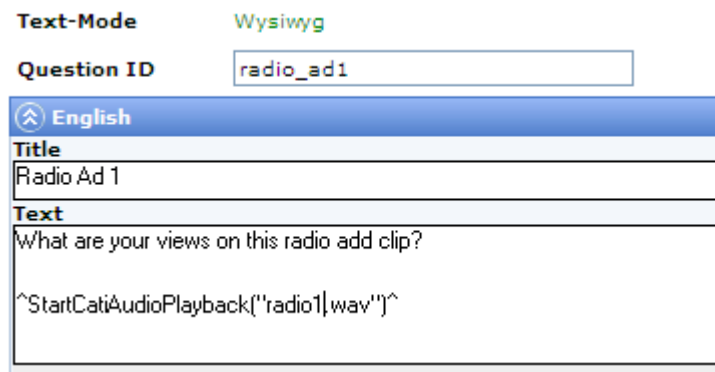 Text-Mode Wysiwyg
Question ID radio_ad1
English
Title
Radio Ad 1
Text
What are your views on this radio add clip?
^StartCatiAudioPlayback("radio1.wav")^